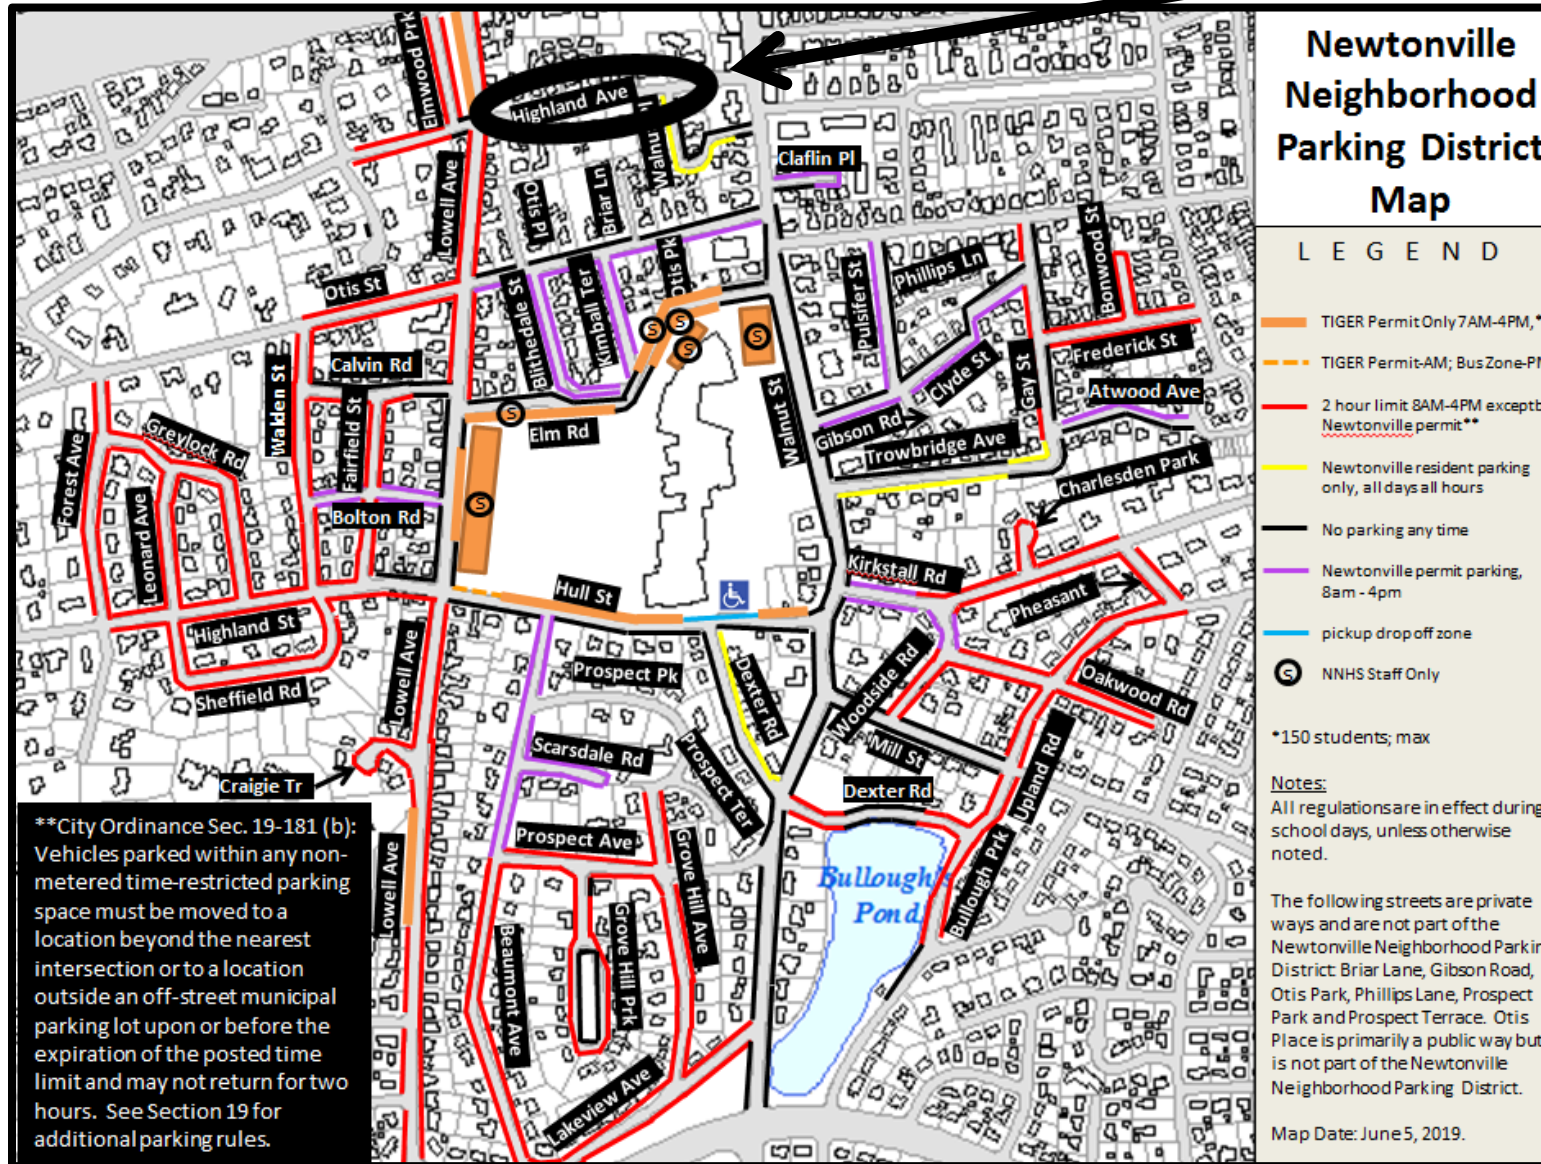 Newtonville
Neighborhood
Parking District
Map
L E G E N D
TIGER Permit Only 7AM-4PM,*
TIGER Permit-AM; Bus Zone-PM
2 hour limit 8AM-4PM except b
Newtonville permit**
Newtonville resident parking
only, all days all hours
No parking any time
Newtonville permit parking,
8am - 4pm
pickup drop off zone
S NNHS Staff Only
*150 students; max
Notes:
All regulations are in effect during
school days, unless otherwise
noted.
The following streets are private
ways and are not part of the
Newtonville Neighborhood Parkin
District: Briar Lane, Gibson Road,
Otis Park, Phillips Lane, Prospect
Park and Prospect Terrace. Otis
Place is primarily a public way but
is not part of the Newtonville
Neighborhood Parking District.
Map Date: June 5, 2019.
Elmwood Prk
Highland Ave
Walnut
Claflin Pl
Lowell Ave
Otis Pl
Briar Ln
Otis Pk
Otis St
Blithedale St
Kimball Ter
Pulsifer St
Phillips Ln
Bonwood St
Calvin Rd
Walden St
Fairfield St
Elm Rd
S
S
S
S
S
Walnut St
Gibson Rd
Clyde St
Gay St
Frederick St
Atwood Ave
Trowbridge Ave
Charlesden Park
Forest Ave
Greylock Rd
Leonard Ave
Bolton Rd
Highland St
Sheffield Rd
Hull St
Kirkstall Rd
Pheasant
Lowell Ave
Prospect Pk
Dexter Rd
Woodside Rd
Oakwood Rd
Scarsdale Rd
Prospect Ter
Mill St
Upland Rd
Craigie Tr
Dexter Rd
Prospect Ave
Lowell Ave
Grove Hill Ave
Bullough Prk
Bullough's
Pond
Beaumont Ave
Grove Hill Prk
Lakeview Ave
**City Ordinance Sec. 19-181 (b):
Vehicles parked within any non-
metered time-restricted parking
space must be moved to a
location beyond the nearest
intersection or to a location
outside an off-street municipal
parking lot upon or before the
expiration of the posted time
limit and may not return for two
hours. See Section 19 for
additional parking rules.